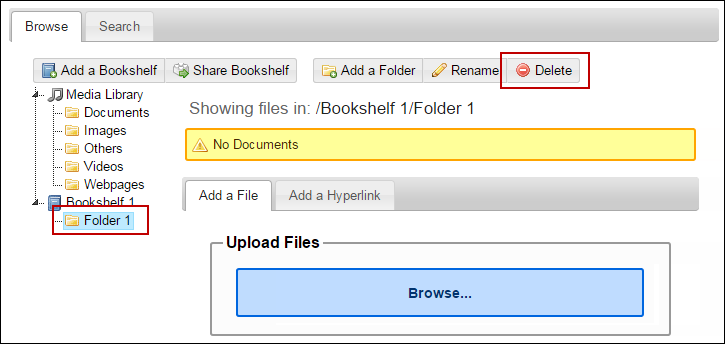 Browse Search
Add a Bookshelf Share Bookshelf Add a Folder Rename Delete
Media Library
Documents
Images
Others
Videos
Webpages
Bookshelf 1
Folder 1
Showing files in: /Bookshelf 1/Folder 1
No Documents
Add a File Add a Hyperlink
Upload Files
Browse...